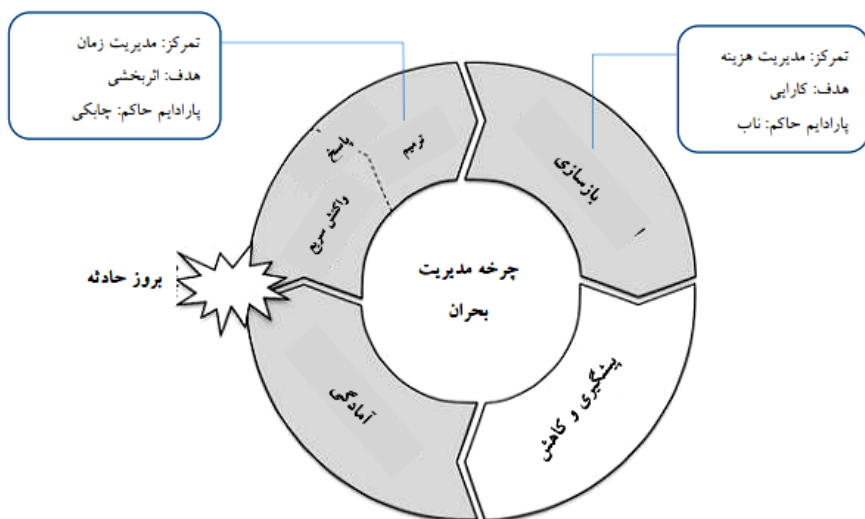 تمرکز: مدیریت هزینه
هدف: کارایی
پارادایم حاکم: ناب
تمرکز: مدیریت زمان
هدف: اثربخشی
پارادایم حاکم: چابکی
بازسازی
پاسخ
ترمیم
واکنش سریع
بروز حادثه
چرخه مدیریت
بحران
آمادگی
پیشگیری و کاهش